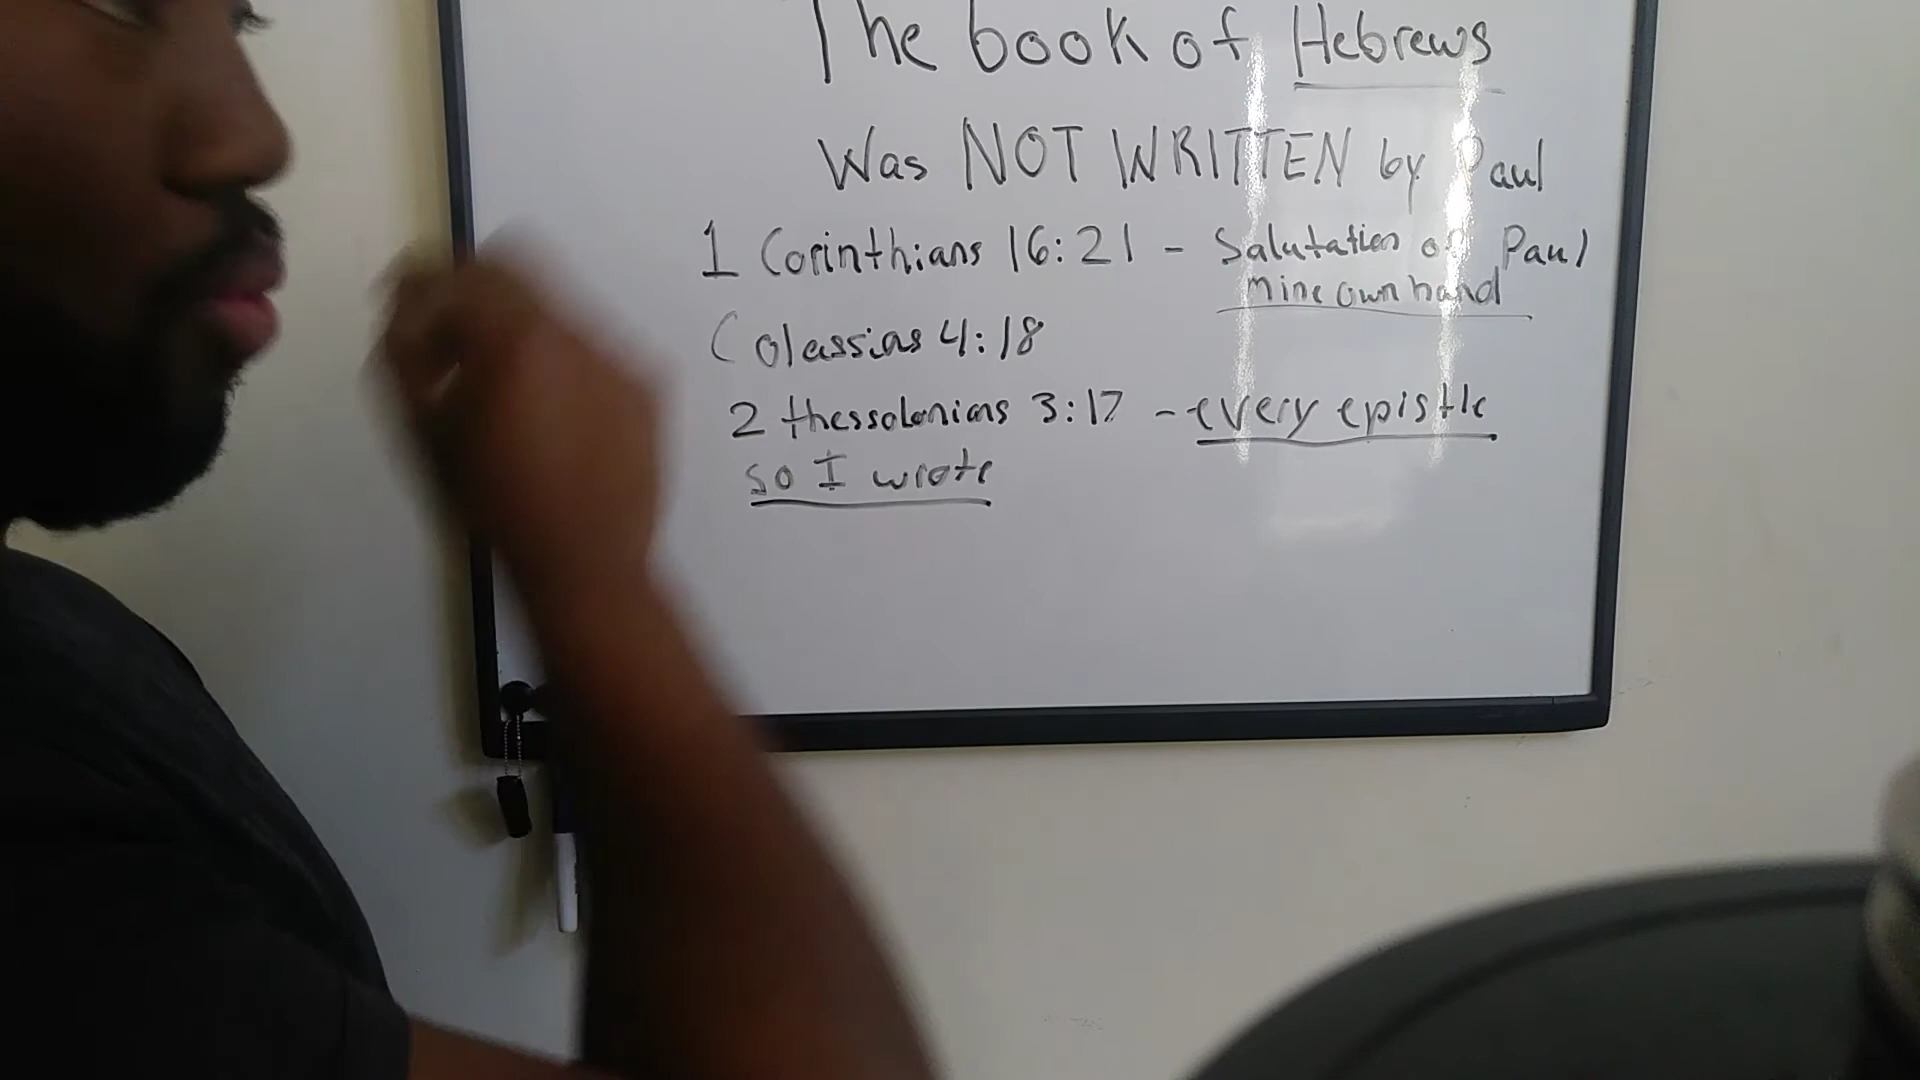 The book of Hebrews
Was NOT WRITTEN by Paul
1 Corinthians 16:21 - Salutation of Paul
mine own hand
Colassias 4:18
2 thessolonians 3:17 - every epistle
so I wrote